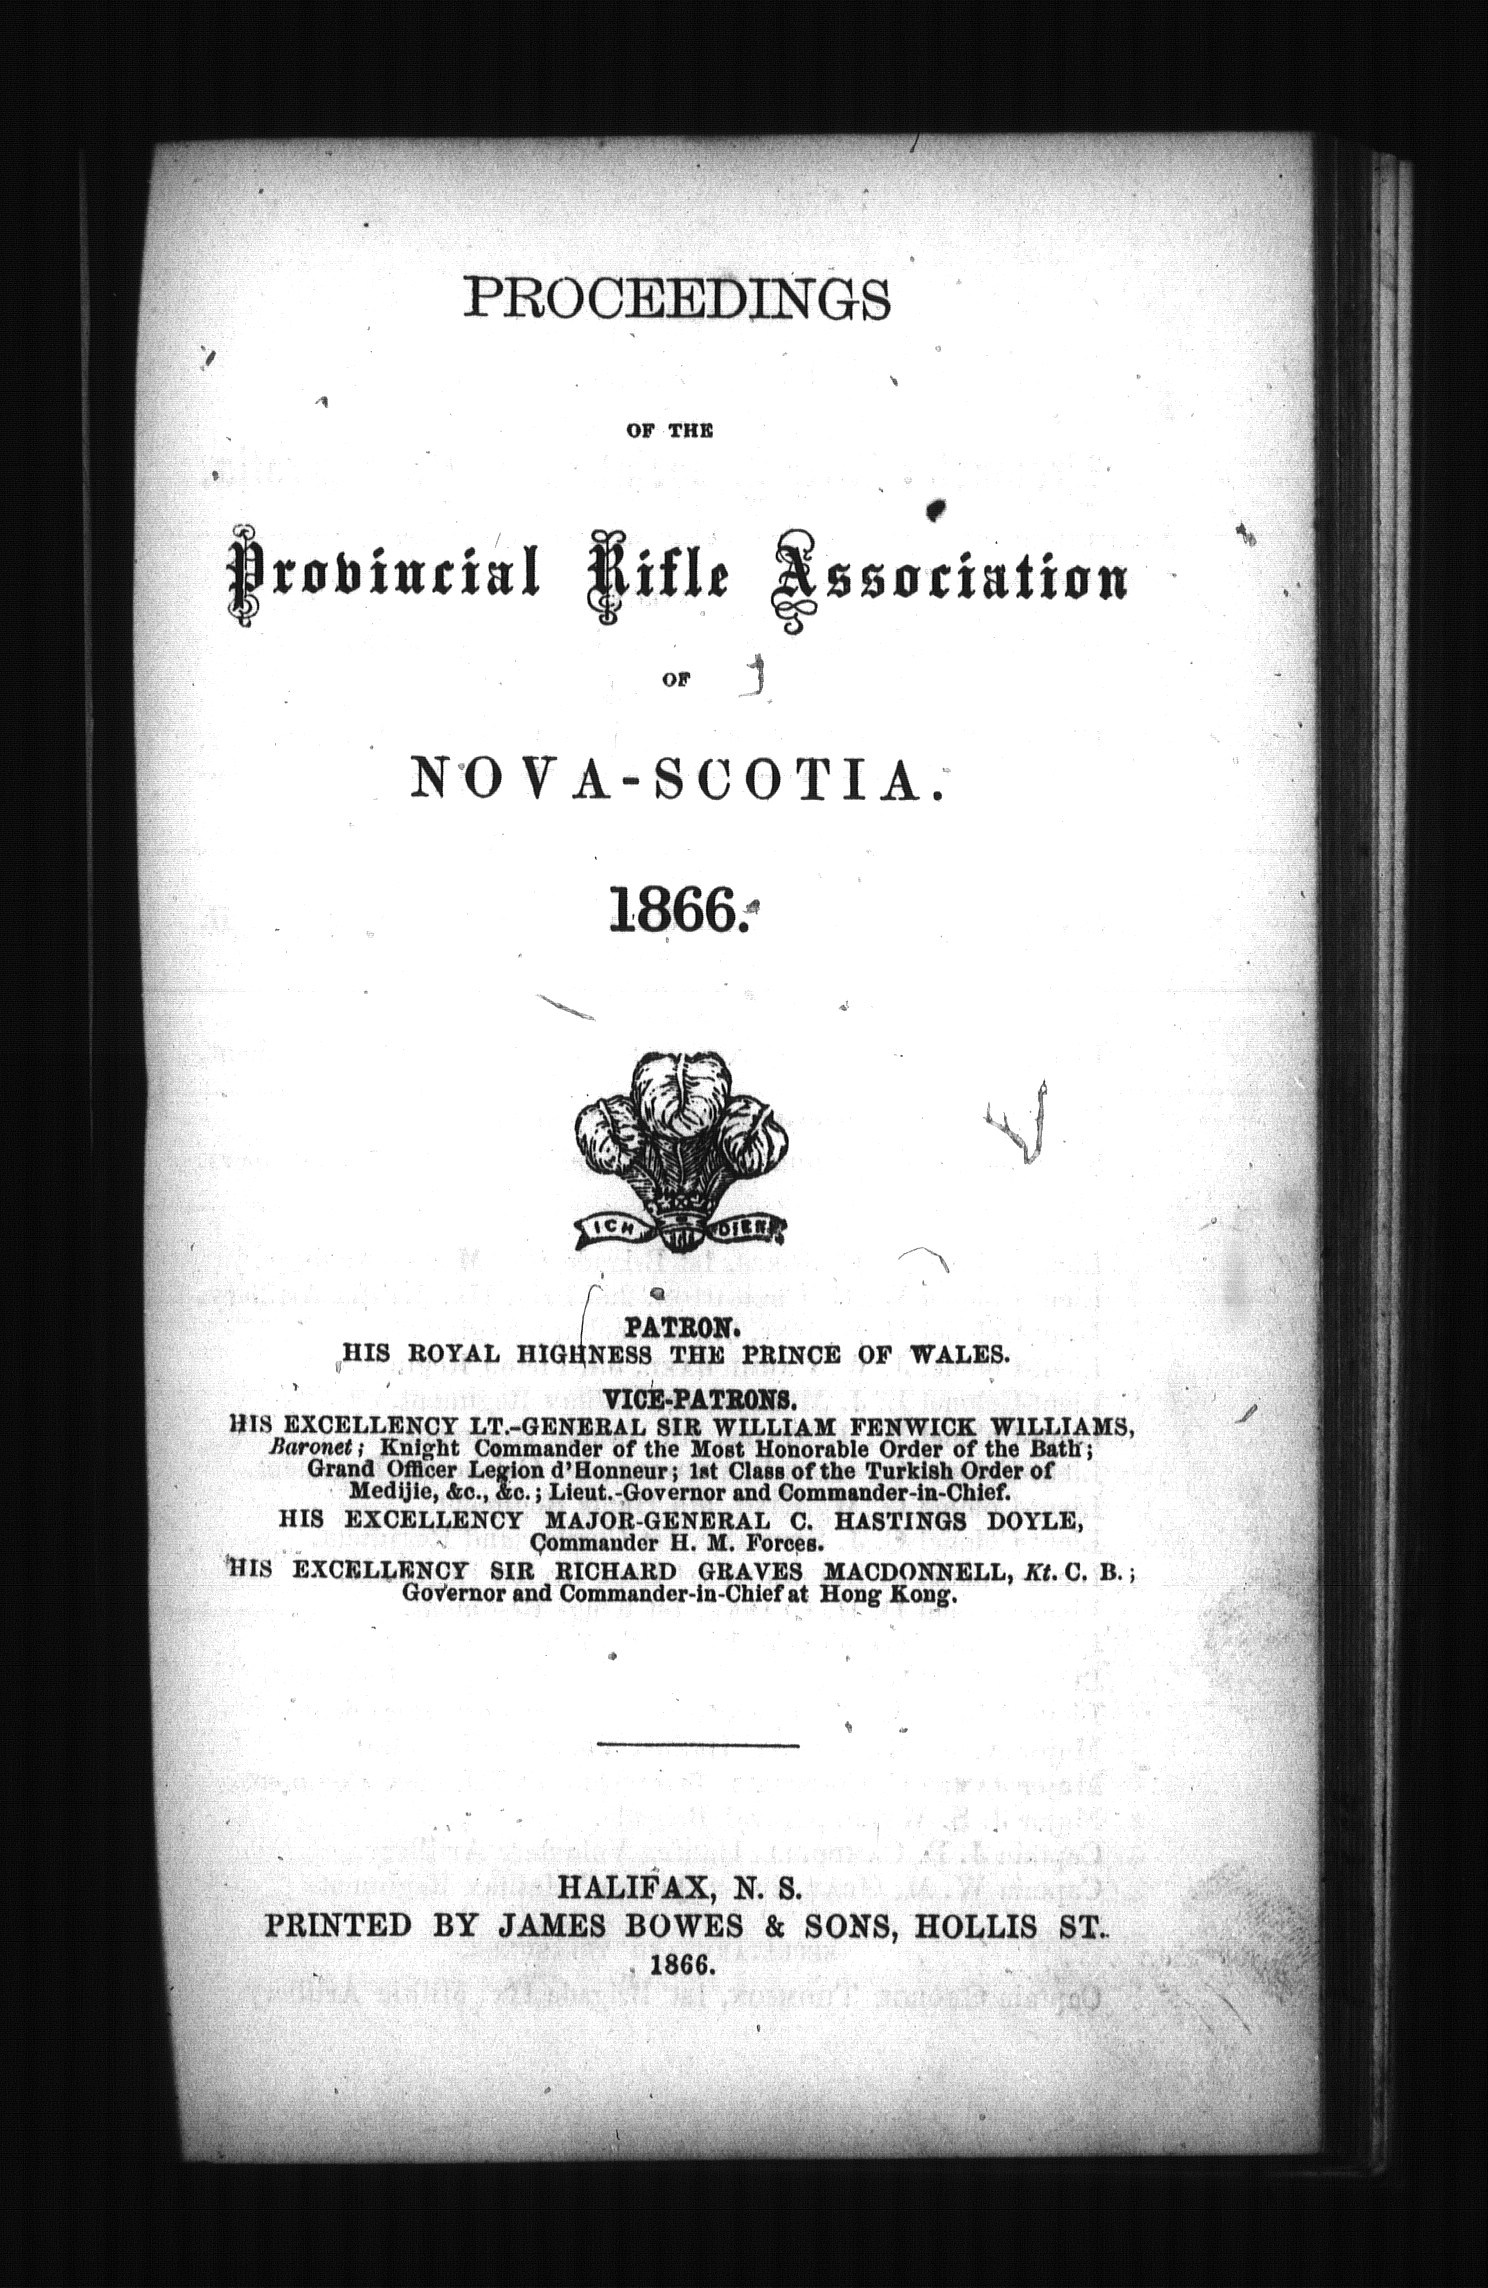 PROCEEDINGS
OF THE
Provincial Rifle Association
OF
NOVA-SCOTIA.
1866.
ICH DIEN
PATRON.
HIS ROYAL HIGHNESS THE PRINCE OF WALES.
VICE-PATRONS.
HIS EXCELLENCY LT.-GENERAL SIR WILLIAM FENWICK WILLIAMS,
Baronet; Knight Commander of the Most Honorable Order of the Bath;
Grand Officer Legion d'Honneur; 1st Class of the Turkish Order of
Medijie, &c., &c.; Lieut.-Governor and Commander-in-Chief.
HIS EXCELLENCY MAJOR-GENERAL C. HASTINGS DOYLE,
Commander H. M. Forces.
HIS EXCELLENCY SIR RICHARD GRAVES MACDONNELL, Kt. C. B.;
Governor and Commander-in-Chief at Hong Kong.
HALIFAX, N. S.
PRINTED BY JAMES BOWES & SONS, HOLLIS ST.
1866.